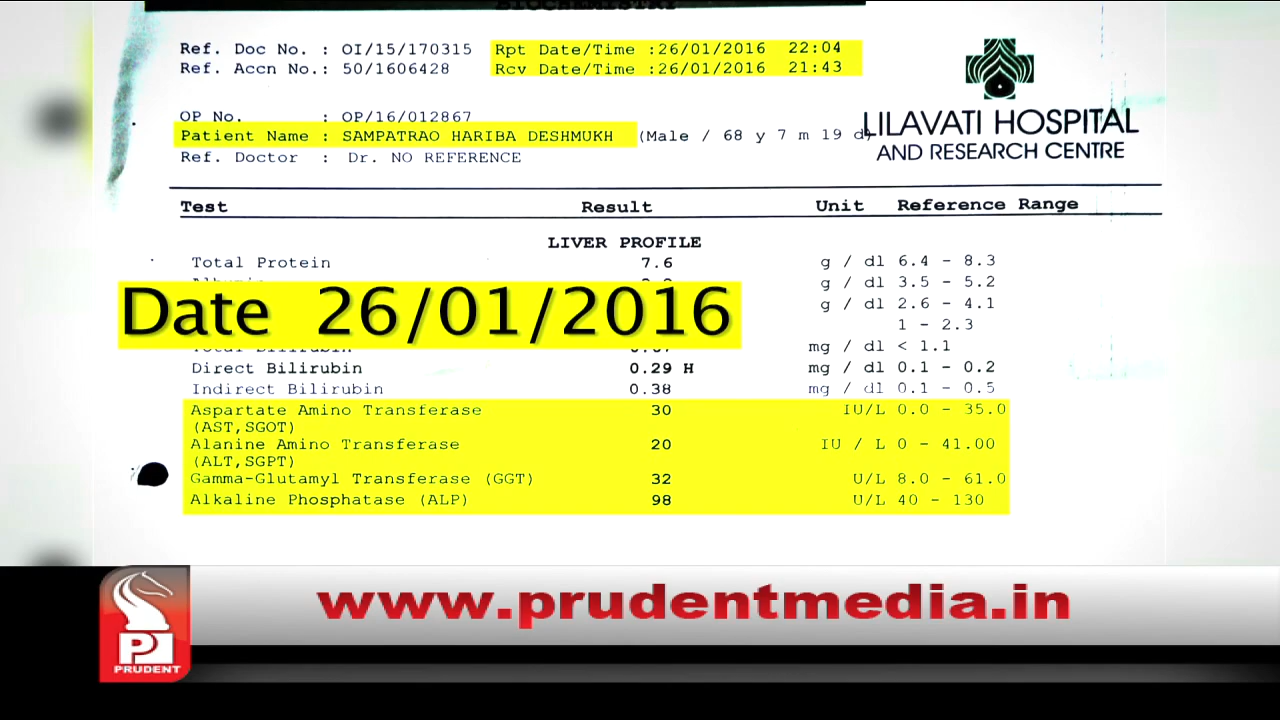 BIOCHEMISTRY
Ref. Doc No. : OI/15/170315 Rpt Date/Time :26/01/2016 22:04
Ref. Accn No.: 50/1606428 Rcv Date/Time :26/01/2016 21:43
OP No. : OP/16/012867
Patient Name : SAMPATRAO HARIBA DESHMUKH (Male / 68 y 7 m 19 d)
Ref. Doctor : Dr. NO REFERENCE
LILAVATI HOSPITAL
AND RESEARCH CENTRE
Test Result Unit Reference Range
LIVER PROFILE
Total Protein 7.6 g / dl 6.4 - 8.3
g / dl 3.5 - 5.2
g / dl 2.6 - 4.1
1 - 2.3
Date 26/01/2016
Total Bilirubin mg / dl < 1.1
Direct Bilirubin 0.29 H mg / dl 0.1 - 0.2
Indirect Bilirubin 0.38 mg / dl 0.1 - 0.5
Aspartate Amino Transferase 30 IU/L 0.0 - 35.0
(AST,SGOT)
Alanine Amino Transferase 20 IU / L 0 - 41.00
(ALT,SGPT)
Gamma-Glutamyl Transferase (GGT) 32 U/L 8.0 - 61.0
Alkaline Phosphatase (ALP) 98 U/L 40 - 130
www.prudentmedia.in
PRUDENT